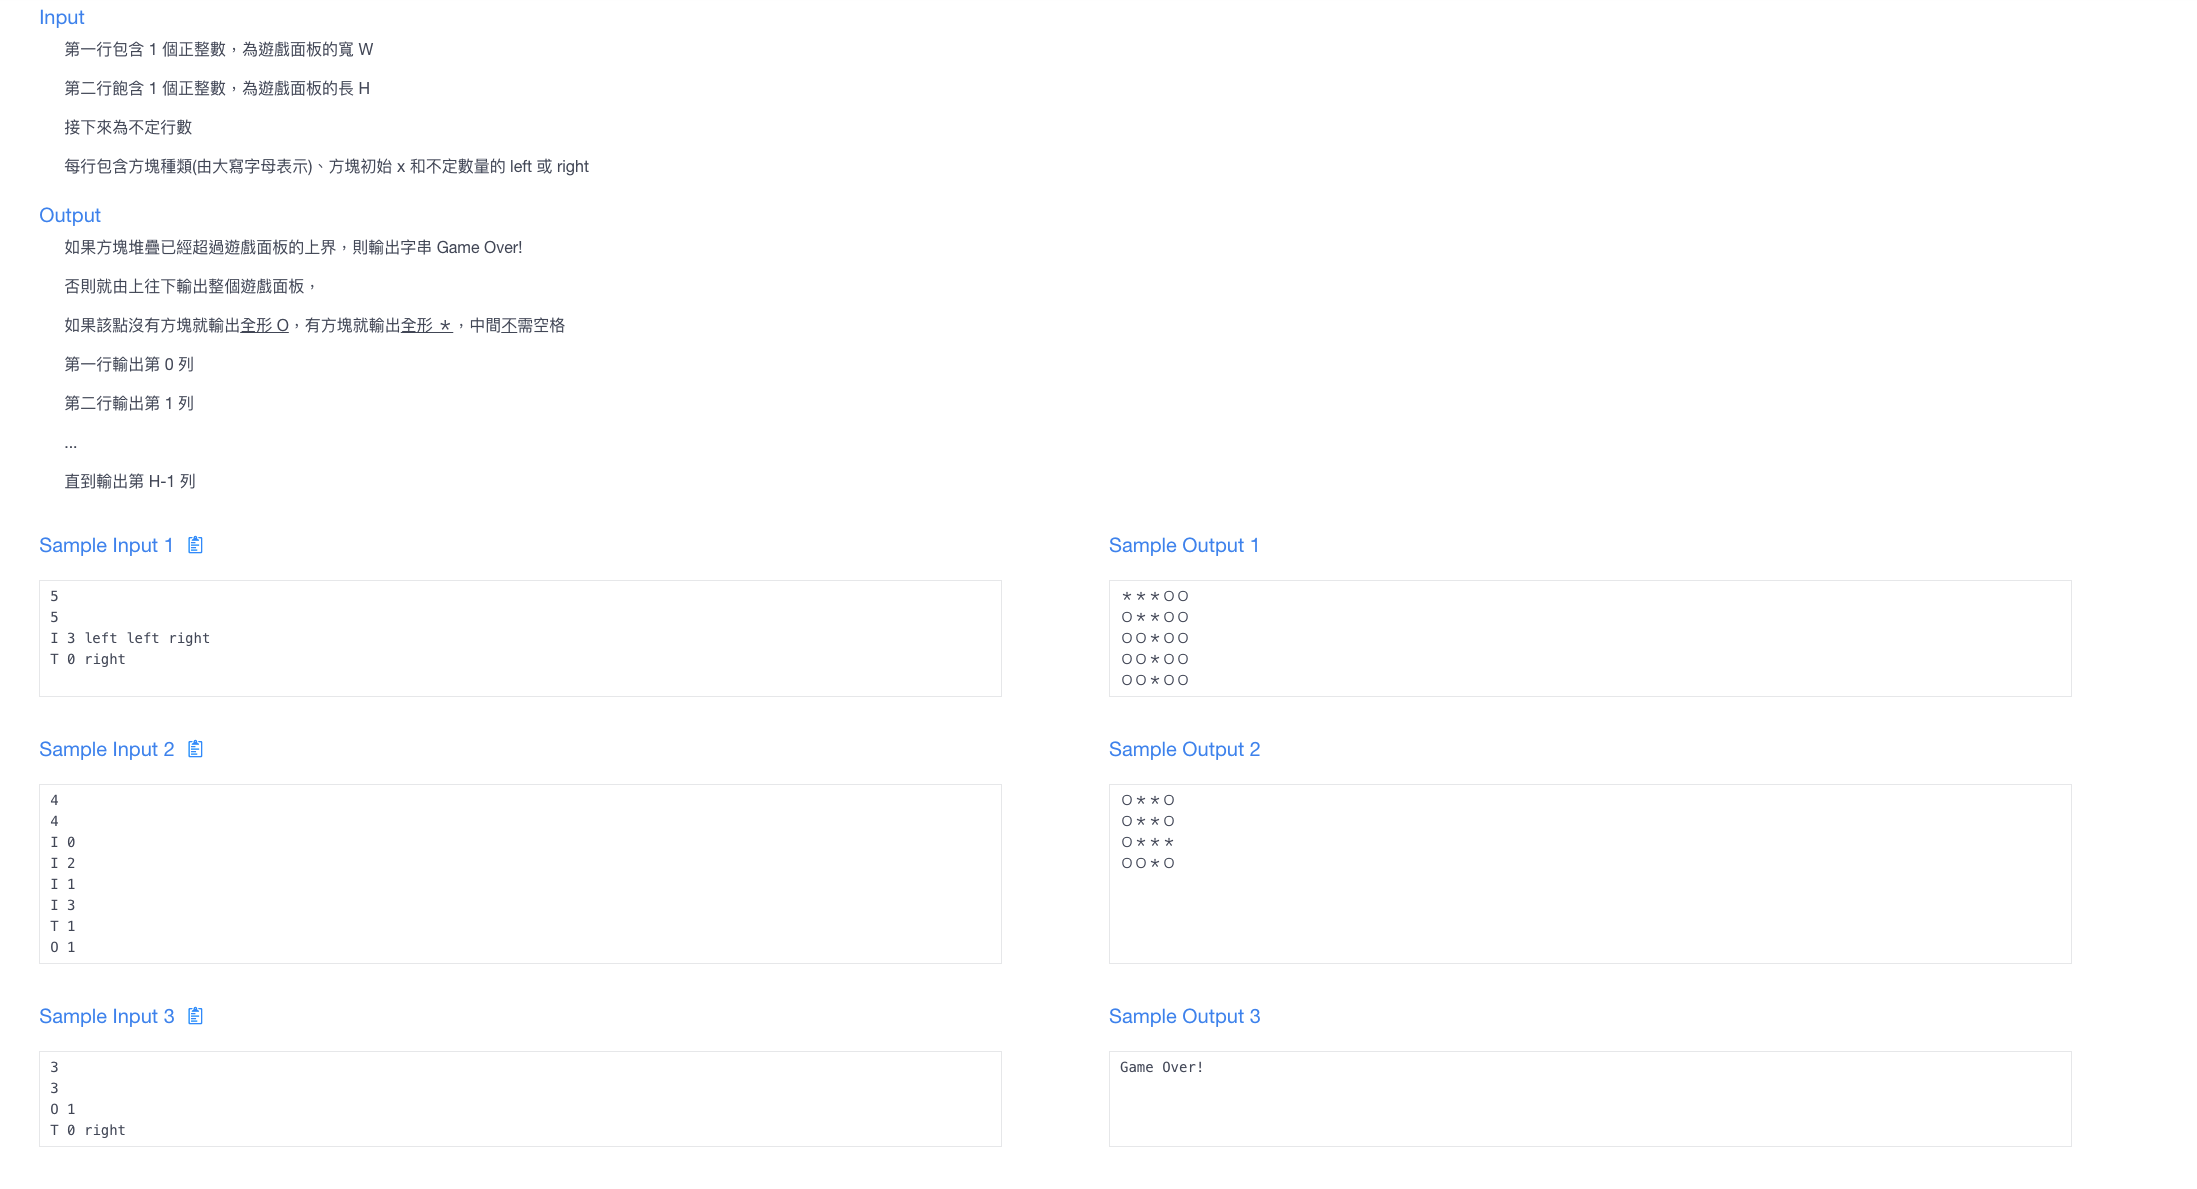 Input
第一行包含 1 個正整數，為遊戲面板的寬 W
第二行飽含 1 個正整數，為遊戲面板的長 H
接下來為不定行數
每行包含方塊種類(由大寫字母表示)、方塊初始 x 和不定數量的 left 或 right
Output
如果方塊堆疊已經超過遊戲面板的上界，則輸出字串 Game Over!
否則就由上往下輸出整個遊戲面板，
如果該點沒有方塊就輸出全形 O，有方塊就輸出全形 ＊，中間不需空格
第一行輸出第 0 列
第二行輸出第 1 列
...
直到輸出第 H-1 列
Sample Input 1
5
5
I 3 left left right
T 0 right
Sample Output 1
＊＊＊ＯＯ
Ｏ＊＊ＯＯ
ＯＯ＊ＯＯ
ＯＯ＊ＯＯ
ＯＯ＊ＯＯ
Sample Input 2
4
4
I 0
I 2
I 1
I 3
T 1
O 1
Sample Output 2
Ｏ＊＊Ｏ
Ｏ＊＊Ｏ
Ｏ＊＊＊
ＯＯ＊Ｏ
Sample Input 3
3
3
O 1
T 0 right
Sample Output 3
Game Over!